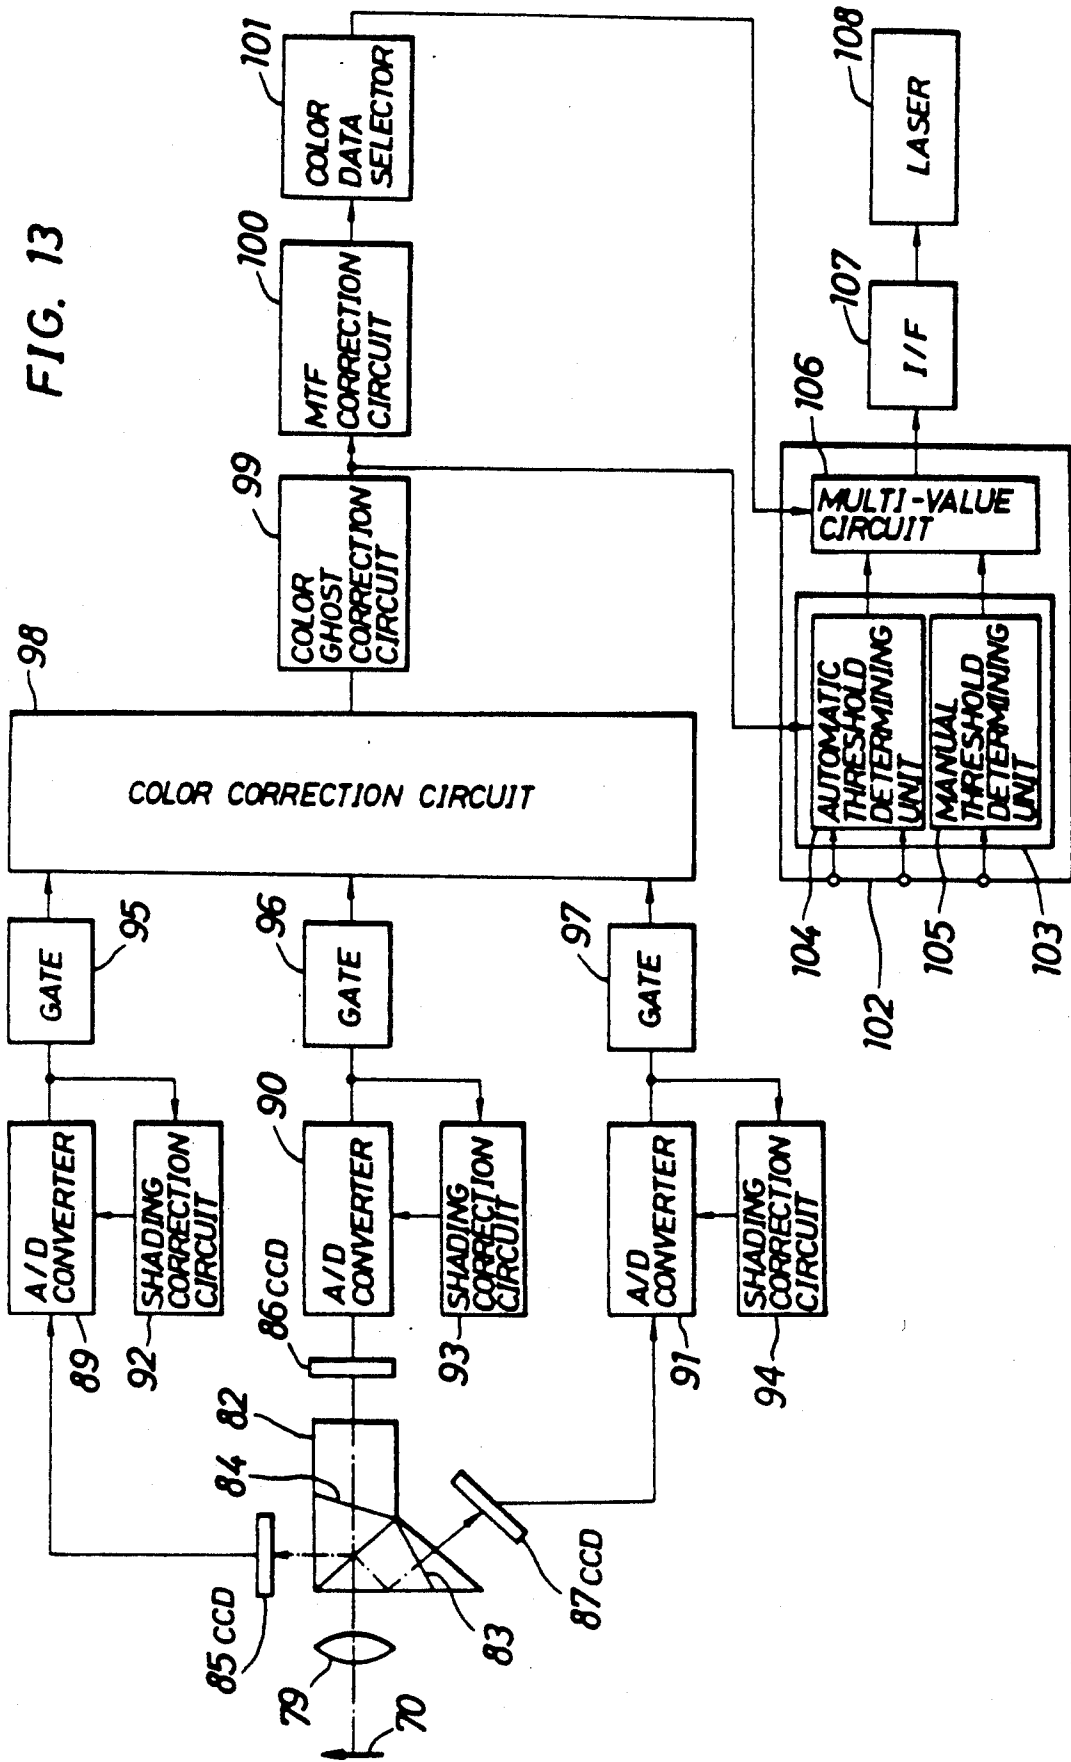 FIG. 13
70
79
82
83
84
85 CCD
86 CCD
87 CCD
A/D
CONVERTER
89
SHADING
CORRECTION
CIRCUIT
92
GATE
95
A/D
CONVERTER
90
SHADING
CORRECTION
CIRCUIT
93
GATE
96
A/D
CONVERTER
91
SHADING
CORRECTION
CIRCUIT
94
GATE
97
COLOR CORRECTION CIRCUIT
98
COLOR
GHOST
CORRECTION
CIRCUIT
99
MTF
CORRECTION
CIRCUIT
100
COLOR
DATA
SELECTOR
101
AUTOMATIC
THRESHOLD
DETERMINING
UNIT
104
MANUAL
THRESHOLD
DETERMINING
UNIT
105
102
103
MULTI-VALUE
CIRCUIT
106
I/F
107
LASER
108